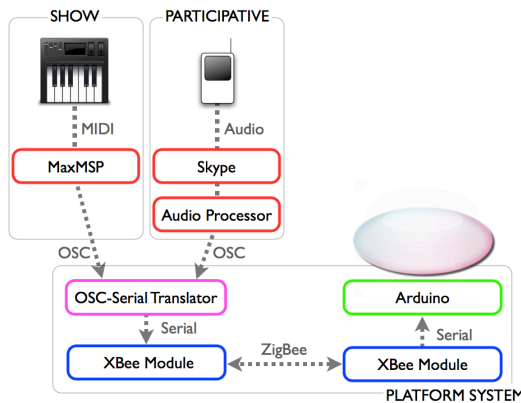 SHOW
PARTICIPATIVE
MIDI
Audio
MaxMSP
Skype
Audio Processor
OSC
OSC
OSC-Serial Translator
Arduino
Serial
Serial
XBee Module
ZigBee
XBee Module
PLATFORM SYSTEM